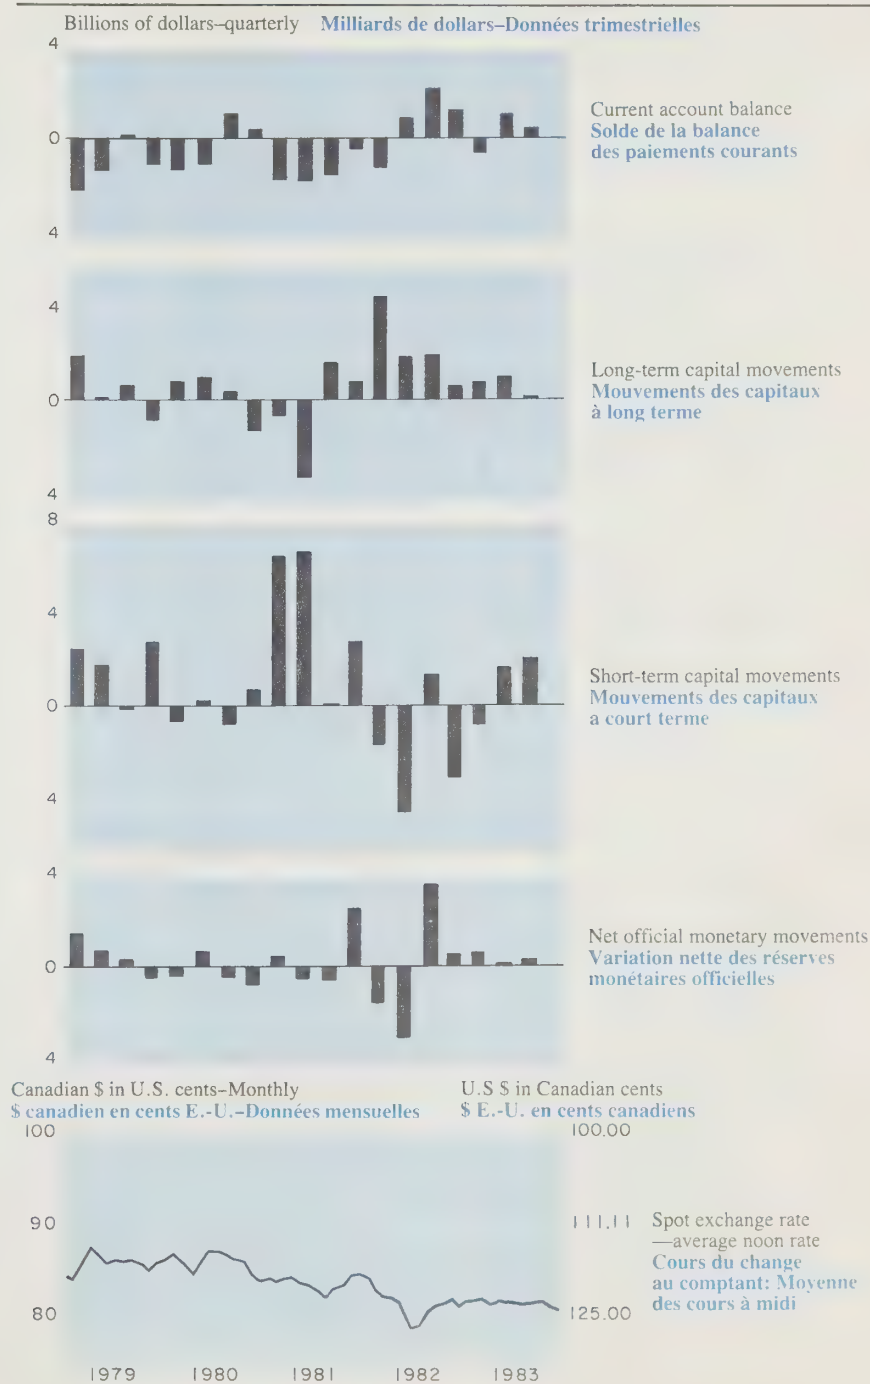 Billions of dollars–quarterly Milliards de dollars–Données trimestrielles
4
0
4
Current account balance
Solde de la balance
des paiements courants
4
0
4
Long-term capital movements
Mouvements des capitaux
à long terme
8
4
0
4
Short-term capital movements
Mouvements des capitaux
a court terme
4
0
4
Net official monetary movements
Variation nette des réserves
monétaires officielles
Canadian $ in U.S. cents–Monthly
$ canadien en cents E.-U.–Données mensuelles
U.S $ in Canadian cents
$ E.-U. en cents canadiens
100
90
80
100.00
111.11
125.00
Spot exchange rate
—average noon rate
Cours du change
au comptant: Moyenne
des cours à midi
1979 1980 1981 1982 1983